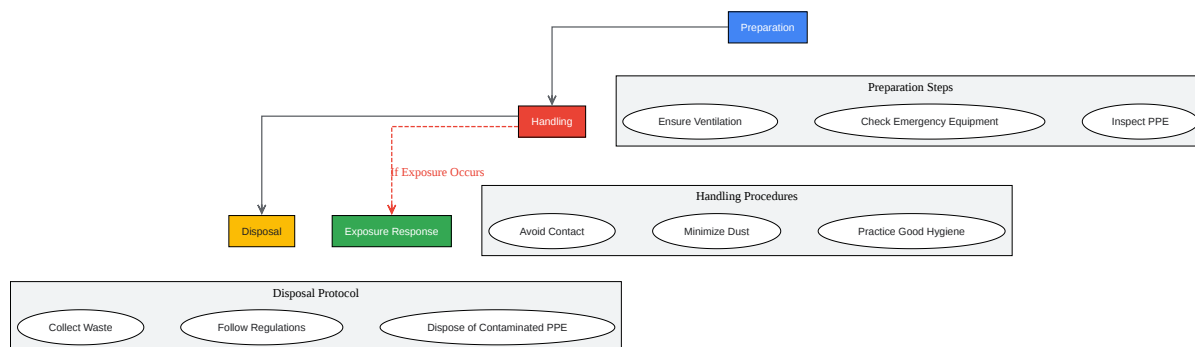 Preparation
Preparation Steps
Ensure Ventilation
Check Emergency Equipment
Inspect PPE
Handling
If Exposure Occurs
Handling Procedures
Avoid Contact
Minimize Dust
Practice Good Hygiene
Disposal
Exposure Response
Disposal Protocol
Collect Waste
Follow Regulations
Dispose of Contaminated PPE